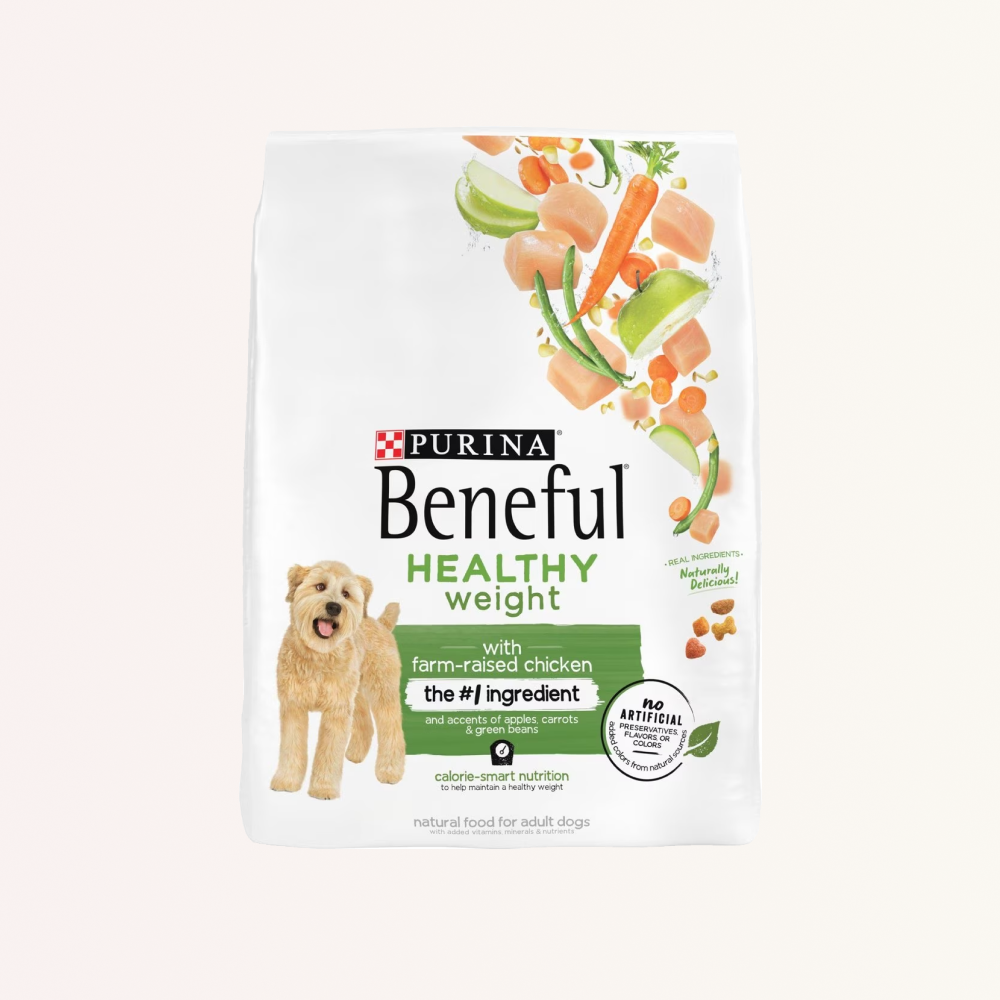 PURINA®
Beneful®
HEALTHY
weight
• REAL INGREDIENTS •
Naturally
Delicious!
with
farm-raised chicken
the #1 ingredient
and accents of apples, carrots
& green beans
no
ARTIFICIAL
PRESERVATIVES,
FLAVORS, OR
COLORS
added colors from natural sources
calorie-smart nutrition
to help maintain a healthy weight
natural food for adult dogs
with added vitamins, minerals & nutrients